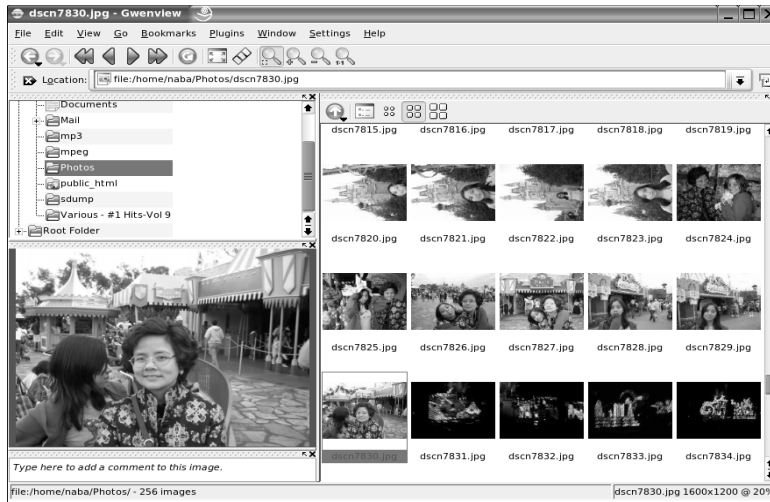 dscn7830.jpg - Gwenview
File Edit View Go Bookmarks Plugins Window Settings Help
Location: file:/home/naba/Photos/dscn7830.jpg
Documents
Mail
mp3
mpeg
Photos
public_html
sdump
Various - #1 Hits-Vol 9
Root Folder
dscn7815.jpg dscn7816.jpg dscn7817.jpg dscn7818.jpg dscn7819.jpg
dscn7820.jpg dscn7821.jpg dscn7822.jpg dscn7823.jpg dscn7824.jpg
dscn7825.jpg dscn7826.jpg dscn7827.jpg dscn7828.jpg dscn7829.jpg
dscn7830.jpg dscn7831.jpg dscn7832.jpg dscn7833.jpg dscn7834.jpg
Type here to add a comment to this image.
file:/home/naba/Photos/ - 256 images
dscn7830.jpg 1600x1200 @ 20%